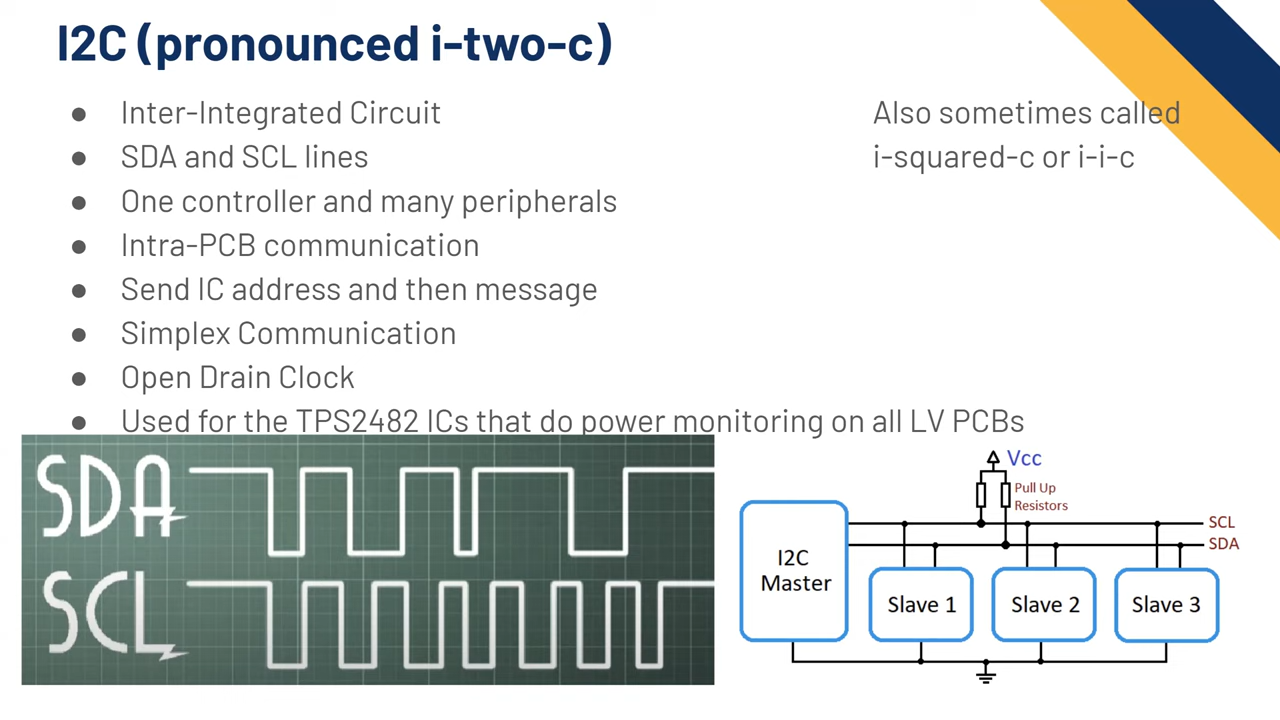 I2C (pronounced i-two-c)
● Inter-Integrated Circuit
● SDA and SCL lines
● One controller and many peripherals
● Intra-PCB communication
● Send IC address and then message
● Simplex Communication
● Open Drain Clock
● Used for the TPS2482 ICs that do power monitoring on all LV PCBs
Also sometimes called
i-squared-c or i-i-c
SDA
SCL
Vcc
Pull Up
Resistors
SCL
SDA
I2C
Master
Slave 1
Slave 2
Slave 3